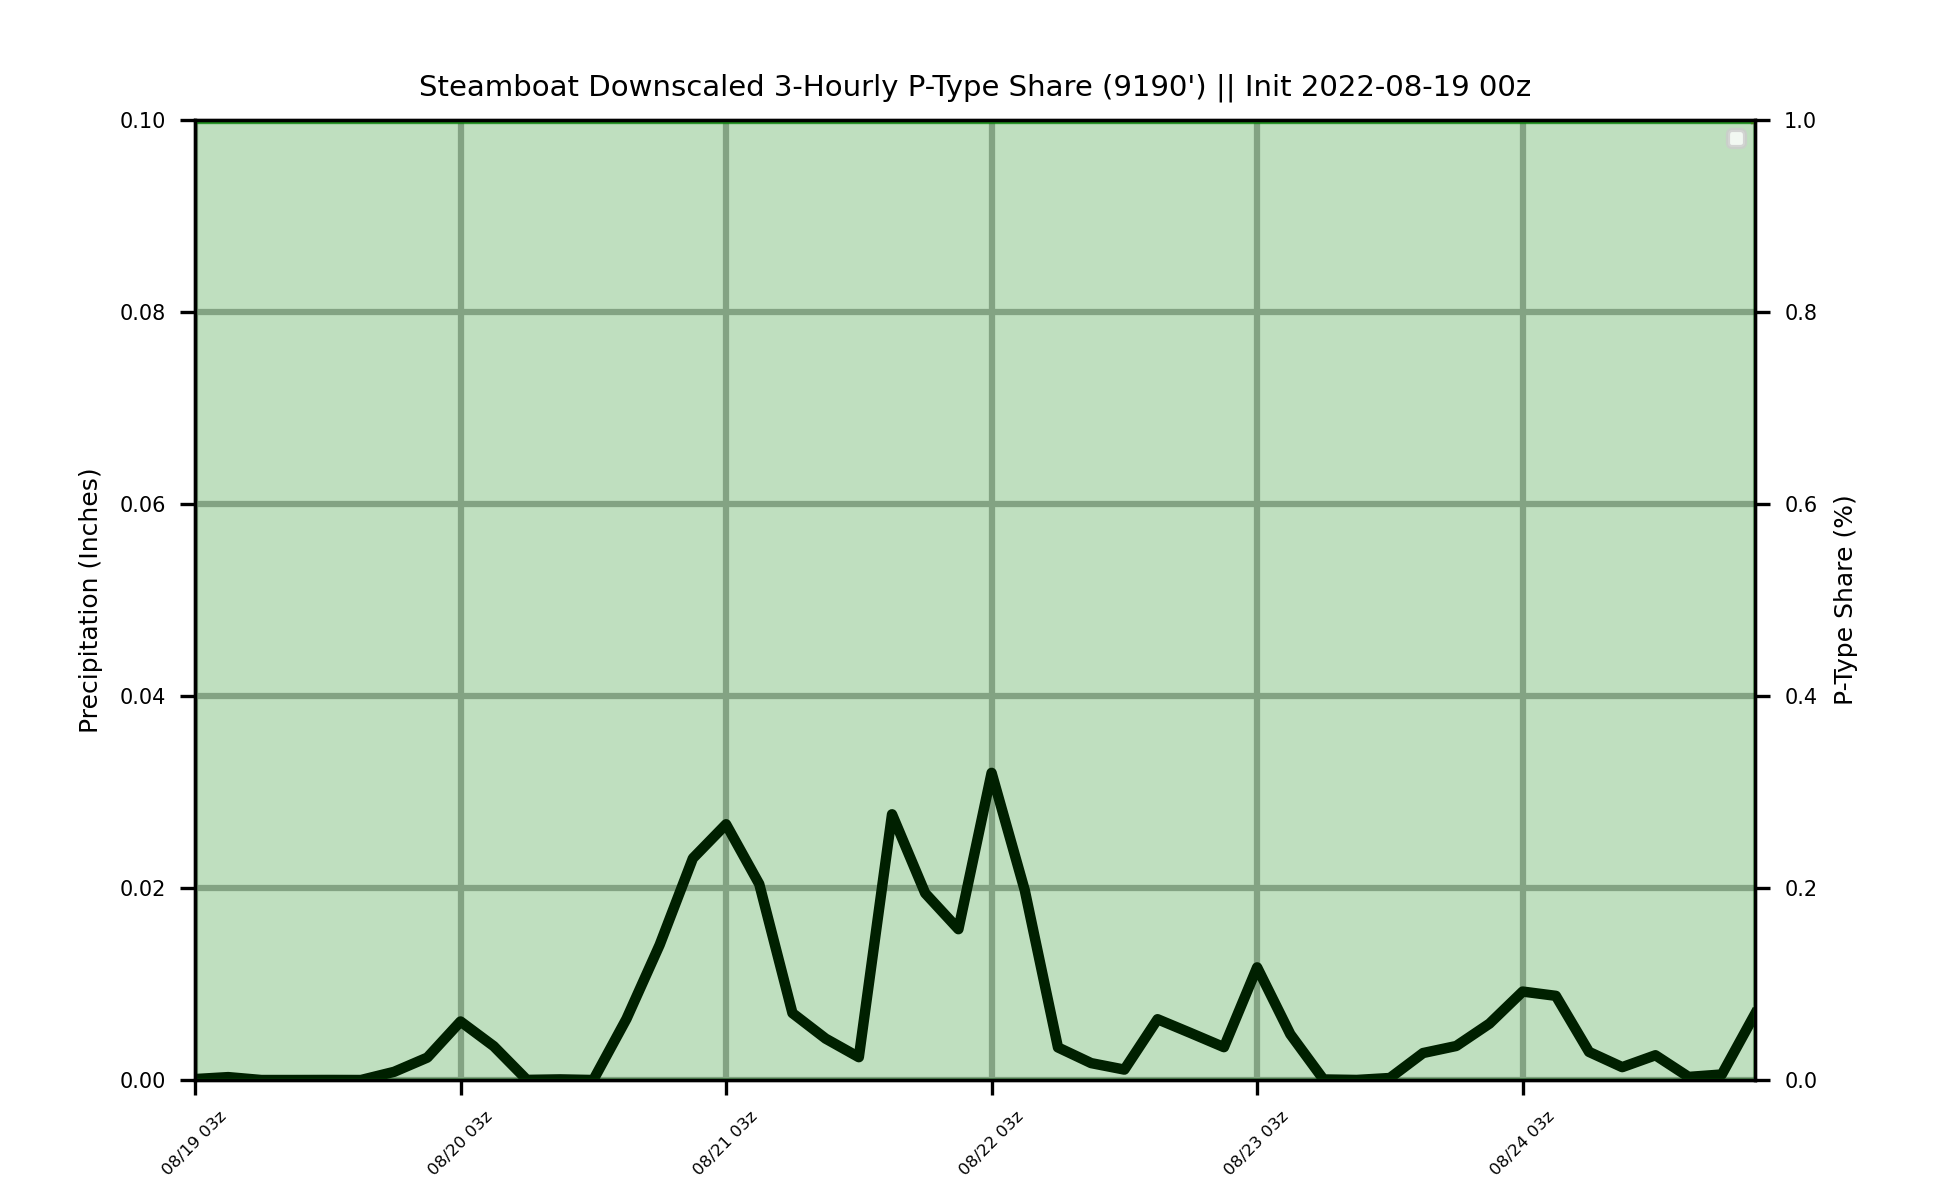 Steamboat Downscaled 3-Hourly P-Type Share (9190') || Init 2022-08-19 00z
0.10
0.08
0.06
0.04
0.02
0.00
Precipitation (Inches)
1.0
0.8
0.6
0.4
0.2
0.0
P-Type Share (%)
08/19 03z
08/20 03z
08/21 03z
08/22 03z
08/23 03z
08/24 03z